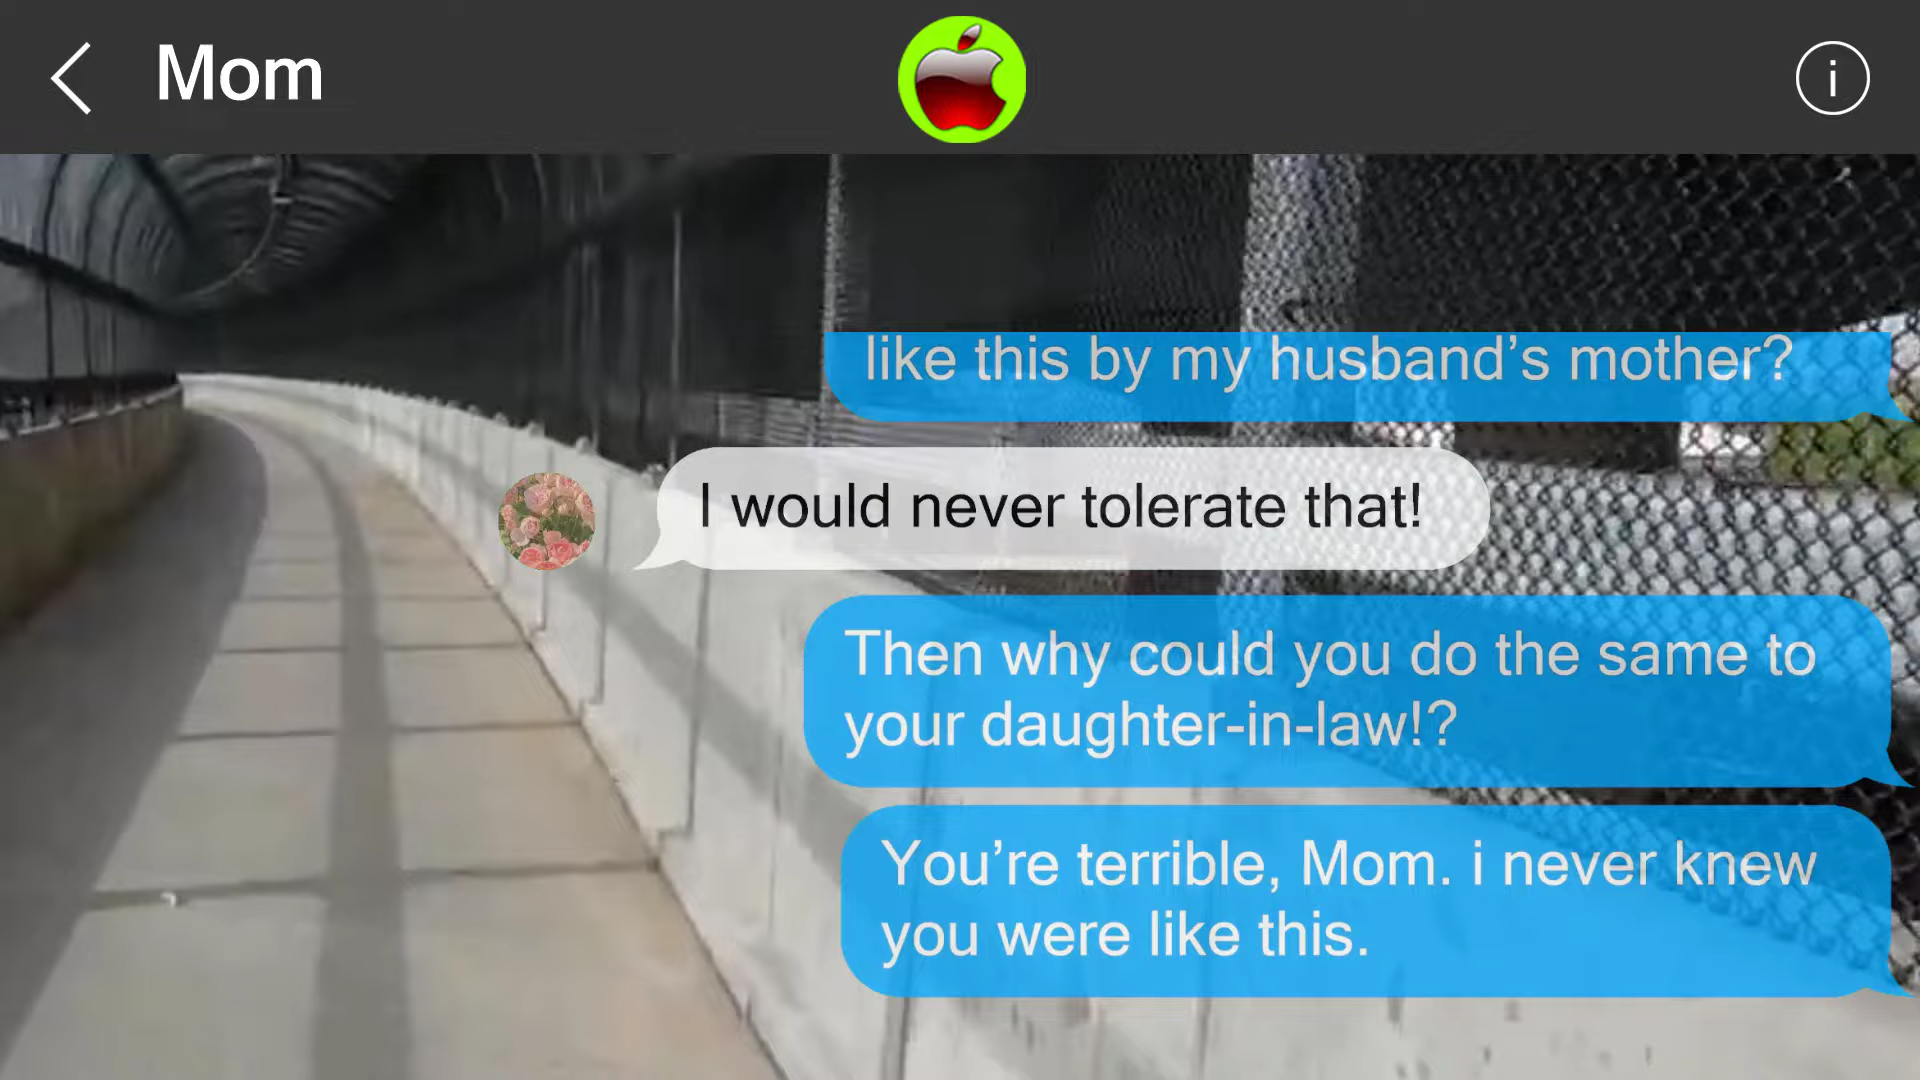 Mom
i
like this by my husband’s mother?
I would never tolerate that!
Then why could you do the same to
your daughter-in-law!?
You’re terrible, Mom. i never knew
you were like this.